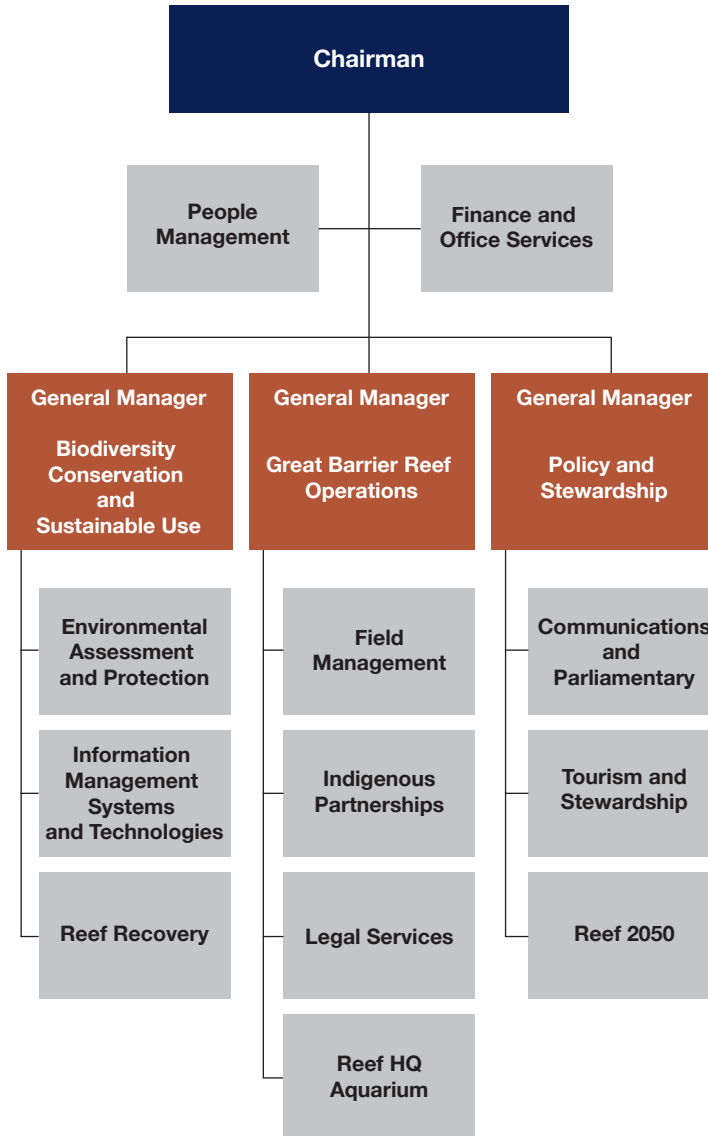 Chairman
People
Management
Finance and
Office Services
General Manager
Biodiversity
Conservation
and
Sustainable Use
General Manager
Great Barrier Reef
Operations
General Manager
Policy and
Stewardship
Environmental
Assessment
and Protection
Information
Management
Systems
and Technologies
Reef Recovery
Field
Management
Indigenous
Partnerships
Legal Services
Reef HQ
Aquarium
Communications
and
Parliamentary
Tourism and
Stewardship
Reef 2050